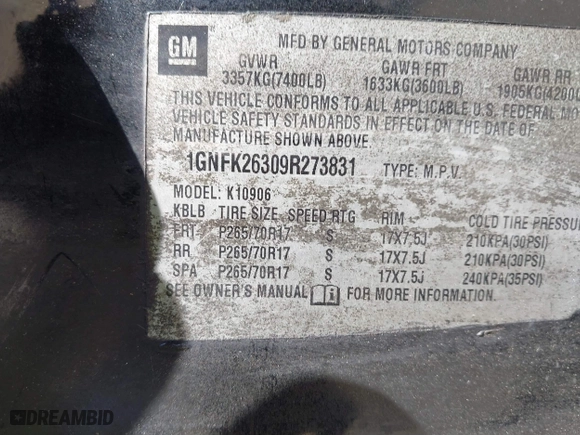 GM
MFD BY GENERAL MOTORS COMPANY
GVWR GAWR FRT GAWR RR
3357KG(7400LB) 1633KG(3600LB) 1905KG(4200L
THIS VEHICLE CONFORMS TO ALL APPLICABLE U.S. FEDERAL MO
VEHICLE SAFETY STANDARDS IN EFFECT ON THE DATE OF
MANUFACTURE SHOWN ABOVE.
1GNFK26309R273831 TYPE: M.P.V.
MODEL: K10906
KBLB TIRE SIZE SPEED RTG RIM COLD TIRE PRESSU
FRT P265/70R17 S 17X7.5J 210KPA(30PSI)
RR P265/70R17 S 17X7.5J 210KPA(30PSI)
SPA P265/70R17 S 17X7.5J 240KPA(35PSI)
SEE OWNER'S MANUAL FOR MORE INFORMATION
DREAMBID